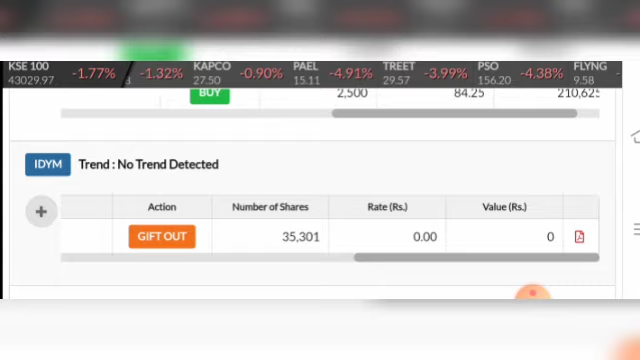 KSE 100 KAPCO PAEL TREET PSO FLYNG
43029.97 -1.77% -1.32% 27.50 -0.90% 15.11 -4.91% 29.57 -3.99% 156.20 -4.38% 9.58
BUY 2,500 84.25 210,625
IDYM Trend : No Trend Detected
+ Action Number of Shares Rate (Rs.) Value (Rs.)
GIFT OUT 35,301 0.00 0